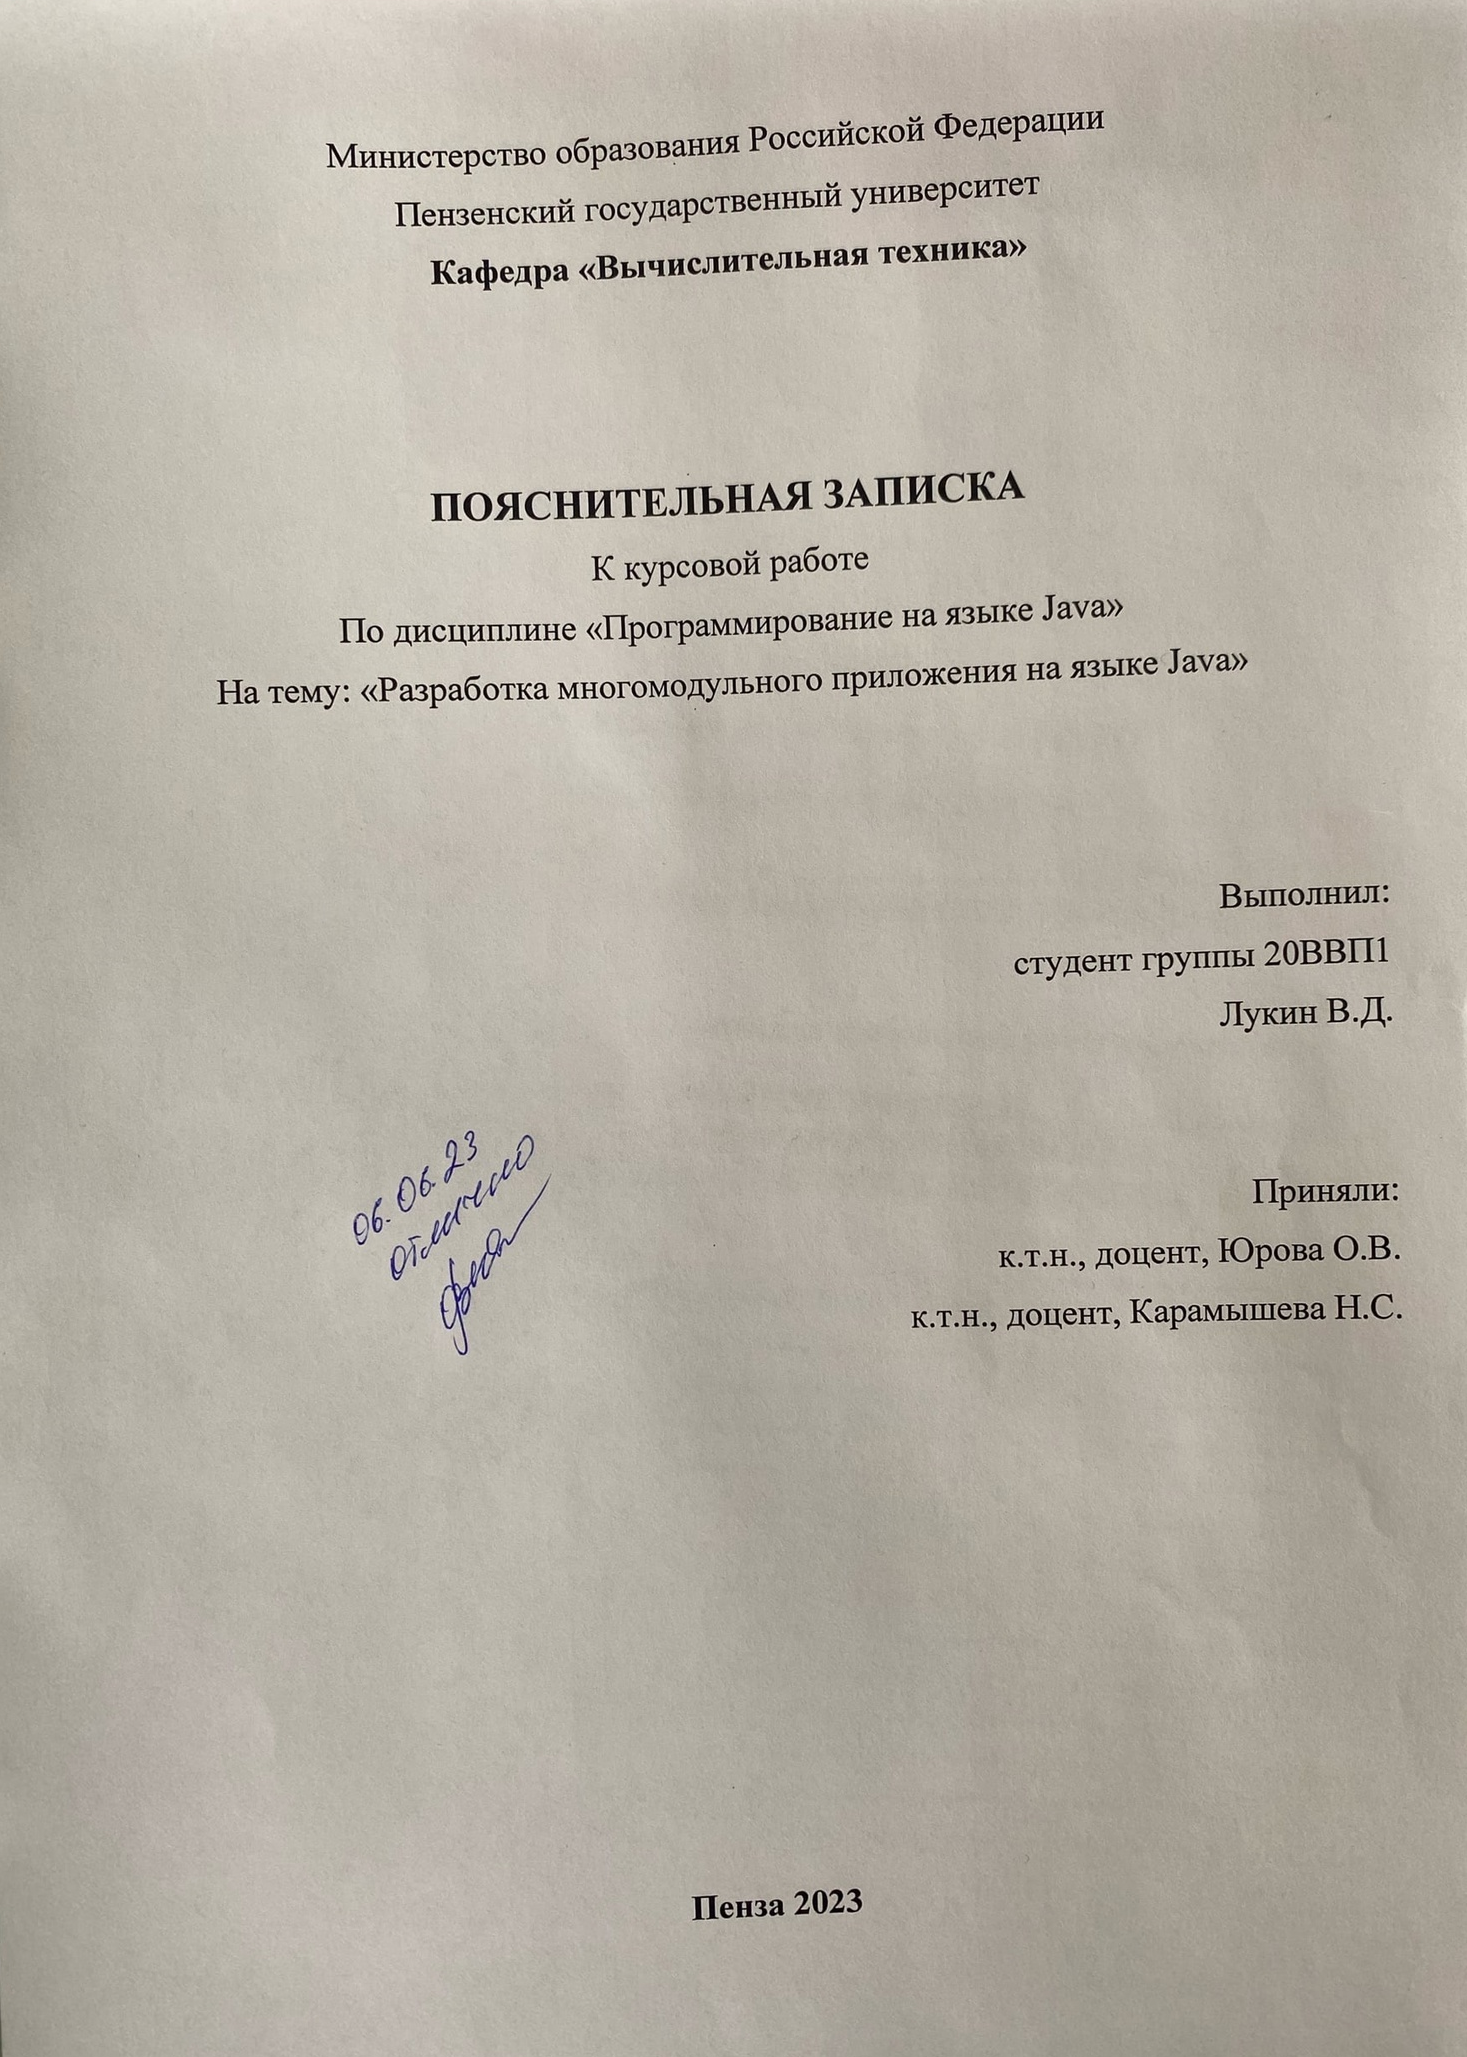 Министерство образования Российской Федерации
Пензенский государственный университет
Кафедра «Вычислительная техника»
ПОЯСНИТЕЛЬНАЯ ЗАПИСКА
К курсовой работе
По дисциплине «Программирование на языке Java»
На тему: «Разработка многомодульного приложения на языке Java»
Выполнил:
студент группы 20ВВП1
Лукин В.Д.
06.06.23
отлично
Приняли:
к.т.н., доцент, Юрова О.В.
к.т.н., доцент, Карамышева Н.С.
Пенза 2023